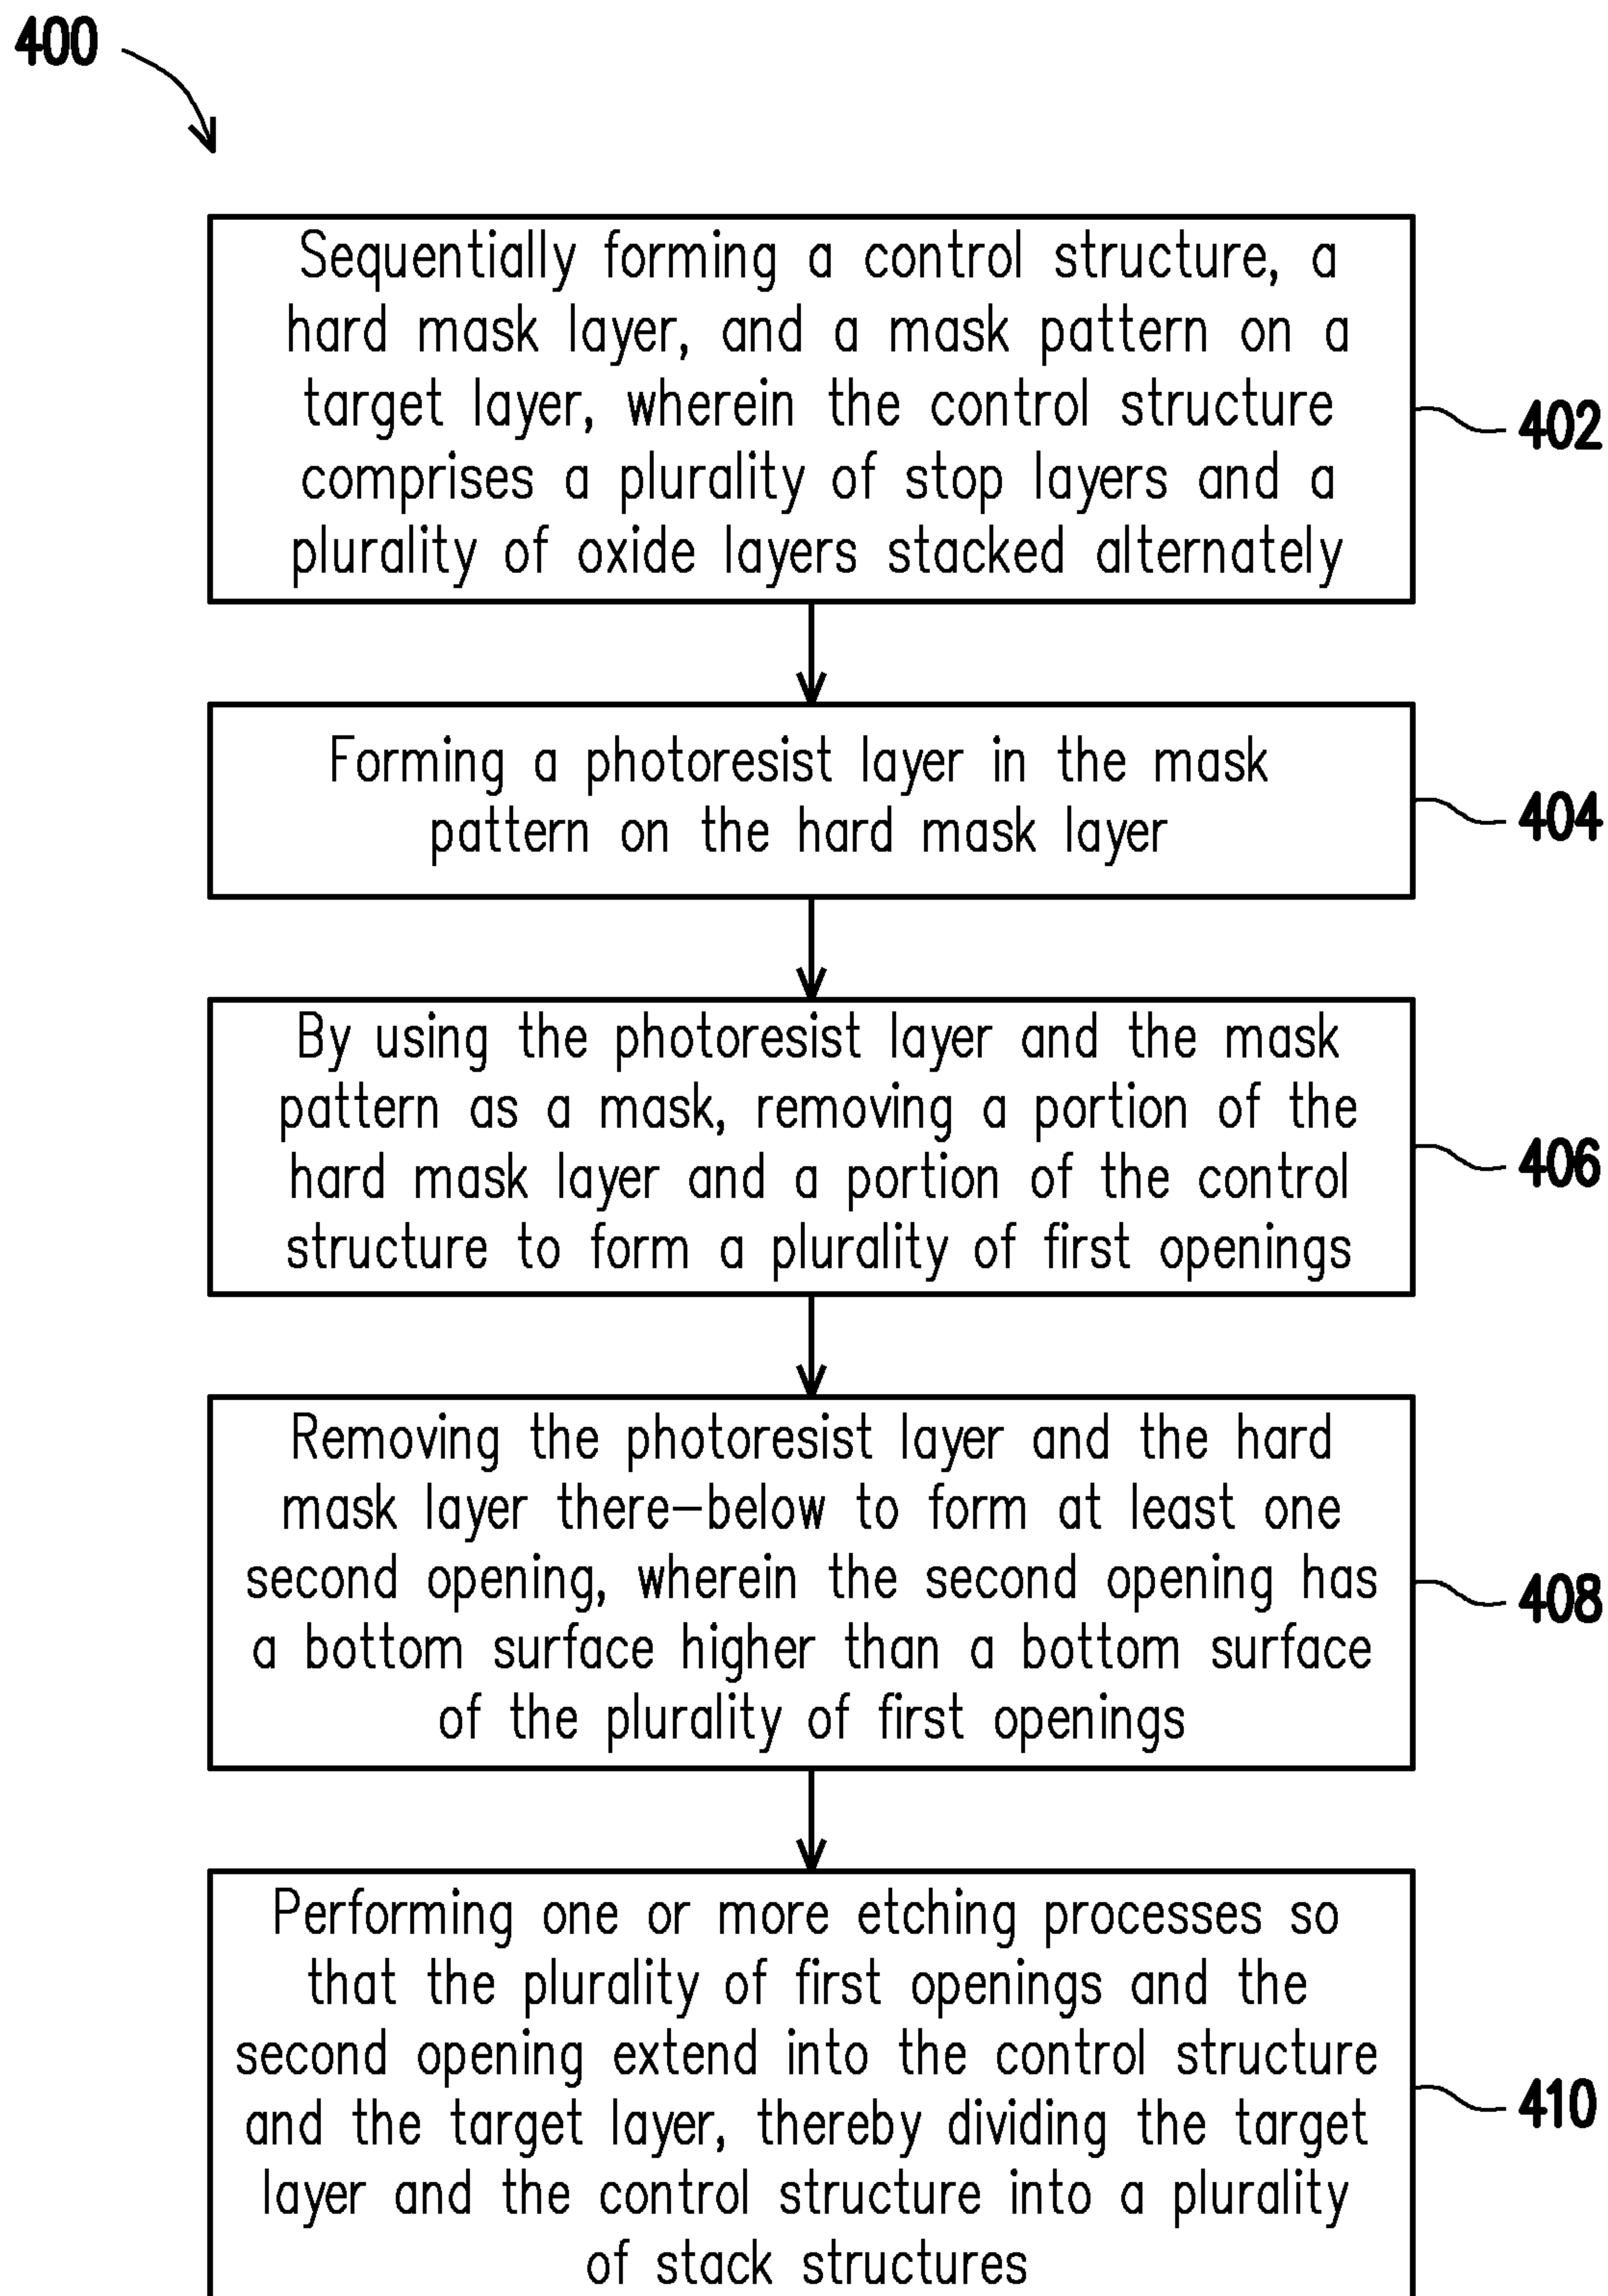 400
Sequentially forming a control structure, a
hard mask layer, and a mask pattern on a
target layer, wherein the control structure
comprises a plurality of stop layers and a
plurality of oxide layers stacked alternately
402
Forming a photoresist layer in the mask
pattern on the hard mask layer
404
By using the photoresist layer and the mask
pattern as a mask, removing a portion of the
hard mask layer and a portion of the control
structure to form a plurality of first openings
406
Removing the photoresist layer and the hard
mask layer there-below to form at least one
second opening, wherein the second opening has
a bottom surface higher than a bottom surface
of the plurality of first openings
408
Performing one or more etching processes so
that the plurality of first openings and the
second opening extend into the control structure
and the target layer, thereby dividing the target
layer and the control structure into a plurality
of stack structures
410